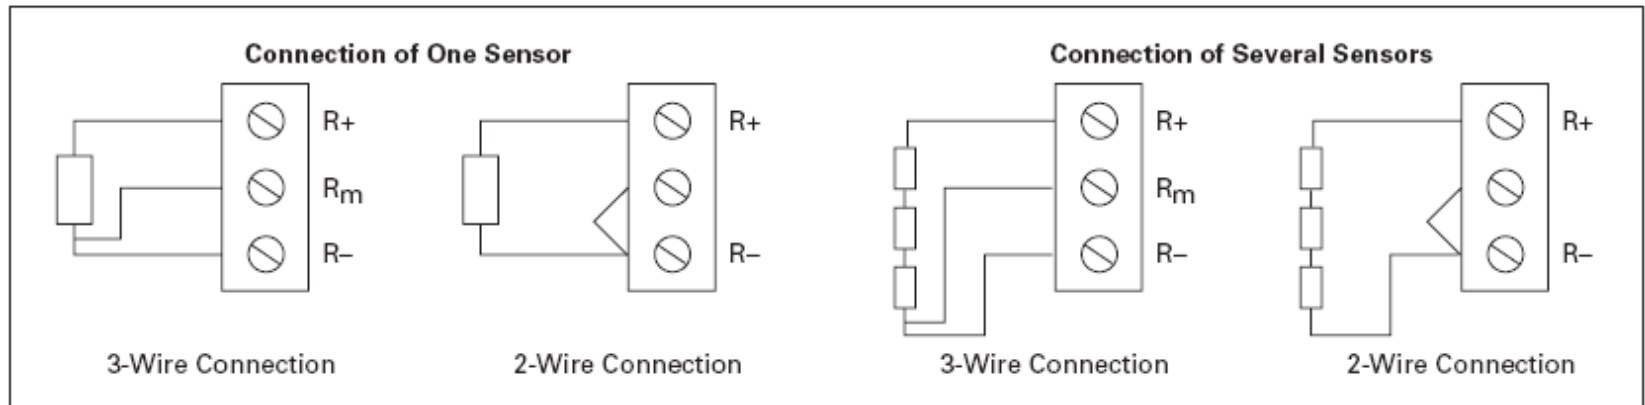 Connection of One Sensor
Connection of Several Sensors
R+
R+
R+
R+
Rm
Rm
R–
R–
R–
R–
3-Wire Connection
2-Wire Connection
3-Wire Connection
2-Wire Connection